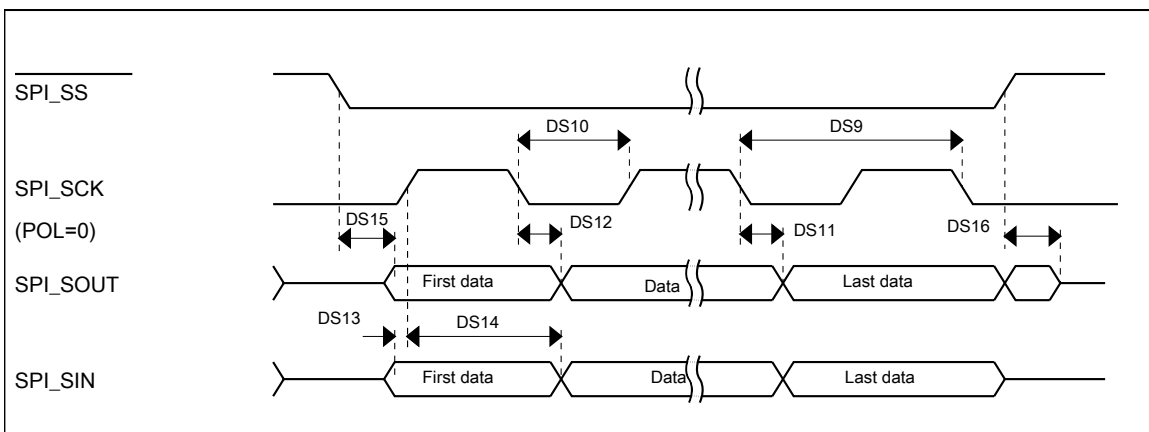 SPI_SS
DS10
DS9
SPI_SCK
(POL=0)
DS15
DS12
DS11
DS16
SPI_SOUT
First data
Data
Last data
DS13
DS14
SPI_SIN
First data
Data
Last data